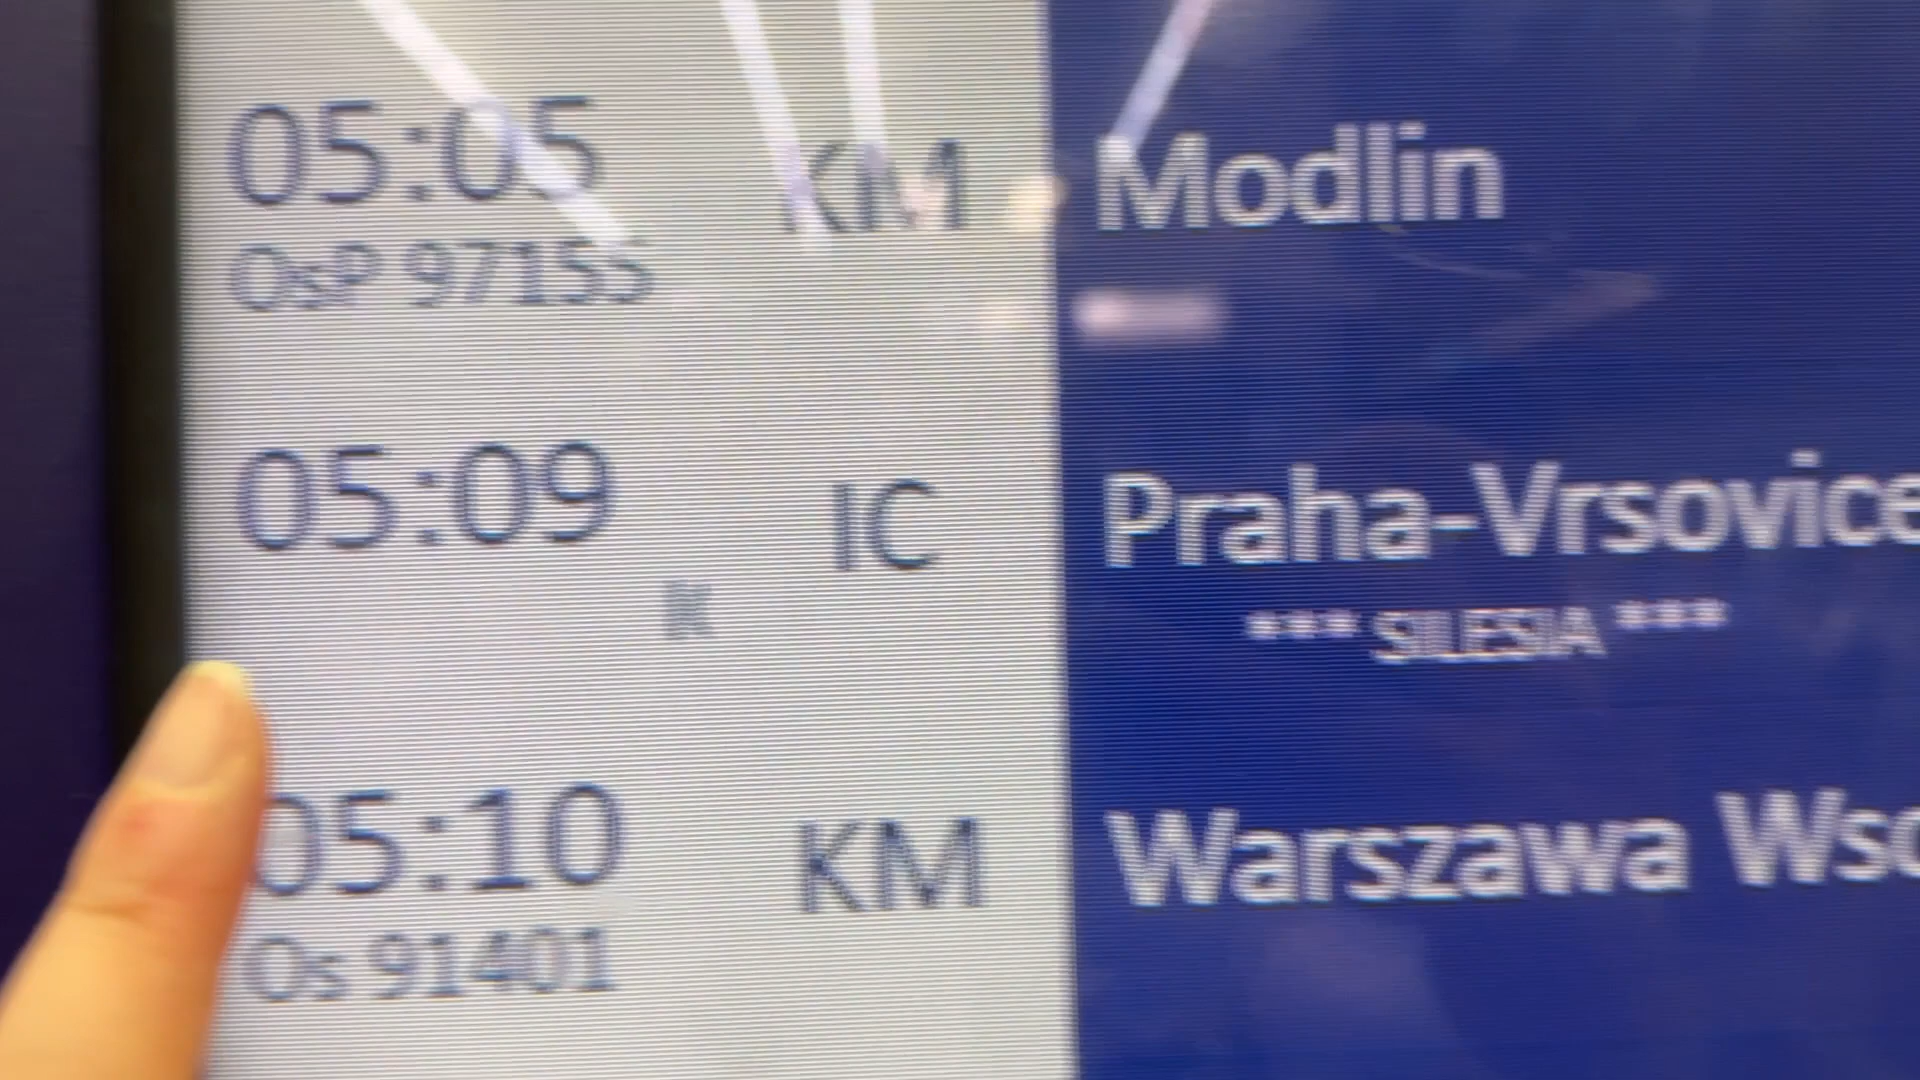 05:05 KM Modlin
OsP 97155
05:09 IC Praha-Vrsovice
*** SILESIA ***
05:10 KM Warszawa
Os 91401